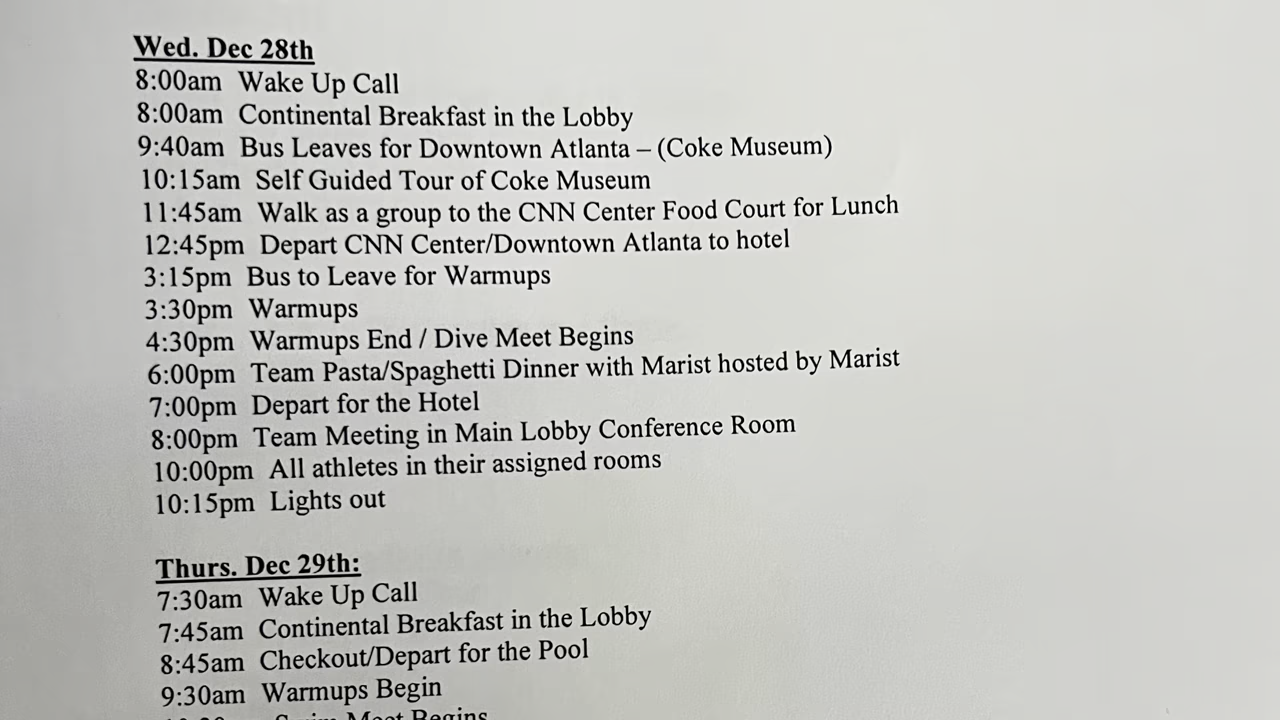 Wed. Dec 28th
8:00am Wake Up Call
8:00am Continental Breakfast in the Lobby
9:40am Bus Leaves for Downtown Atlanta – (Coke Museum)
10:15am Self Guided Tour of Coke Museum
11:45am Walk as a group to the CNN Center Food Court for Lunch
12:45pm Depart CNN Center/Downtown Atlanta to hotel
3:15pm Bus to Leave for Warmups
3:30pm Warmups
4:30pm Warmups End / Dive Meet Begins
6:00pm Team Pasta/Spaghetti Dinner with Marist hosted by Marist
7:00pm Depart for the Hotel
8:00pm Team Meeting in Main Lobby Conference Room
10:00pm All athletes in their assigned rooms
10:15pm Lights out
Thurs. Dec 29th:
7:30am Wake Up Call
7:45am Continental Breakfast in the Lobby
8:45am Checkout/Depart for the Pool
9:30am Warmups Begin
Swim Meet Begins